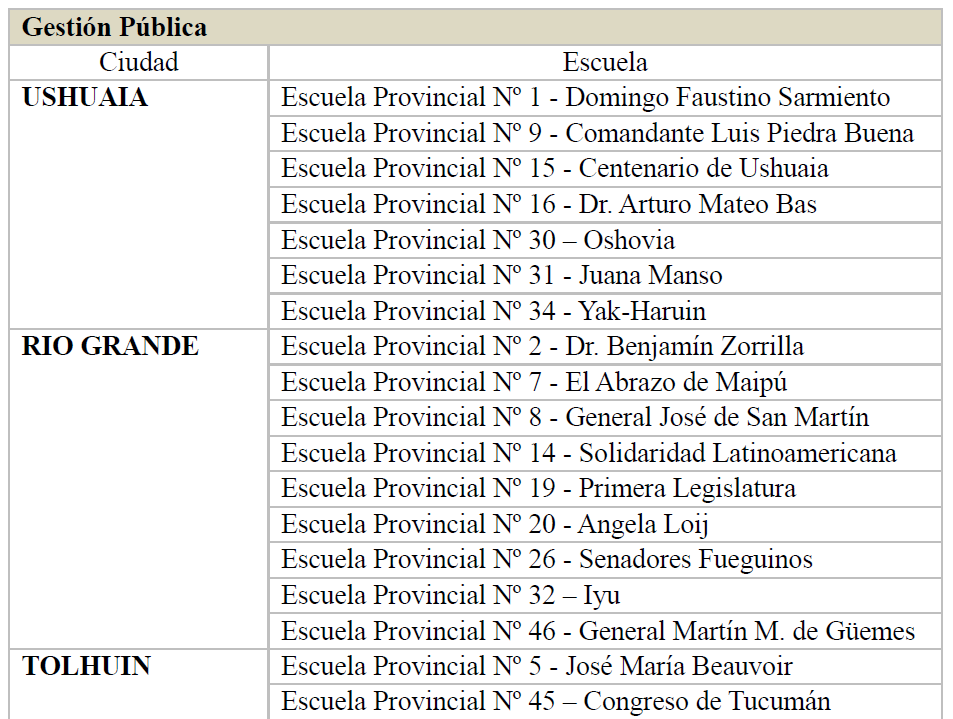 Gestión Pública
Ciudad Escuela
USHUAIA Escuela Provincial Nº 1 - Domingo Faustino Sarmiento
Escuela Provincial Nº 9 - Comandante Luis Piedra Buena
Escuela Provincial Nº 15 - Centenario de Ushuaia
Escuela Provincial Nº 16 - Dr. Arturo Mateo Bas
Escuela Provincial Nº 30 – Oshovia
Escuela Provincial Nº 31 - Juana Manso
Escuela Provincial Nº 34 - Yak-Haruin
RIO GRANDE Escuela Provincial Nº 2 - Dr. Benjamín Zorrilla
Escuela Provincial Nº 7 - El Abrazo de Maipú
Escuela Provincial Nº 8 - General José de San Martín
Escuela Provincial Nº 14 - Solidaridad Latinoamericana
Escuela Provincial Nº 19 - Primera Legislatura
Escuela Provincial Nº 20 - Angela Loij
Escuela Provincial Nº 26 - Senadores Fueguinos
Escuela Provincial Nº 32 – Iyu
Escuela Provincial Nº 46 - General Martín M. de Güemes
TOLHUIN Escuela Provincial Nº 5 - José María Beauvoir
Escuela Provincial Nº 45 – Congreso de Tucumán